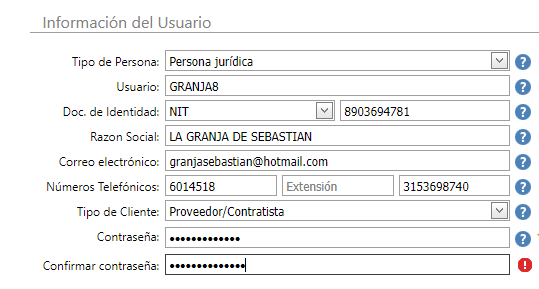 Información del Usuario
Tipo de Persona: Persona jurídica ?
Usuario: GRANJA8 ?
Doc. de Identidad: NIT 8903694781 ?
Razon Social: LA GRANJA DE SEBASTIAN ?
Correo electrónico: granjasebastian@hotmail.com ?
Números Telefónicos: 6014518 Extensión 3153698740 ?
Tipo de Cliente: Proveedor/Contratista ?
Contraseña: ••••••••••••• ?
Confirmar contraseña: •••••••••••••• !